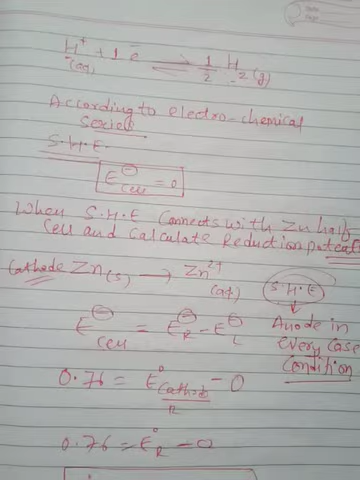 H⁺(aq) + 1e⁻ ⇌ 1/2 H₂(g)
According to electro-chemical
Series
S.H.E.
E⊖cell = 0
When S.H.E Connects with Zn half
Cell and Calculate Reduction potential
Cathode Zn(s) → Zn²⁺(aq) S.H.E
E⊖cell = E⊖R - E⊖L
Anode in
Every Case
Condition
0.76 = E°Cathode/R - 0
0.76 = E°R - 0